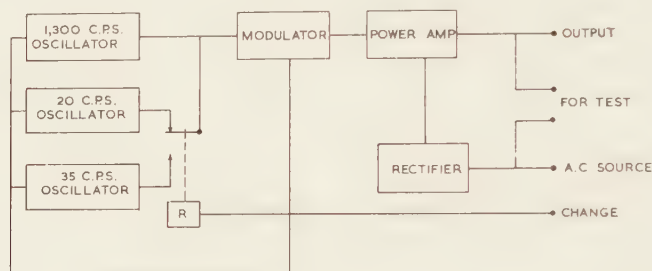 1,300 C.P.S.
OSCILLATOR
MODULATOR
POWER AMP
OUTPUT
20 C.P.S.
OSCILLATOR
FOR TEST
35 C.P.S.
OSCILLATOR
RECTIFIER
A.C SOURCE
R
CHANGE